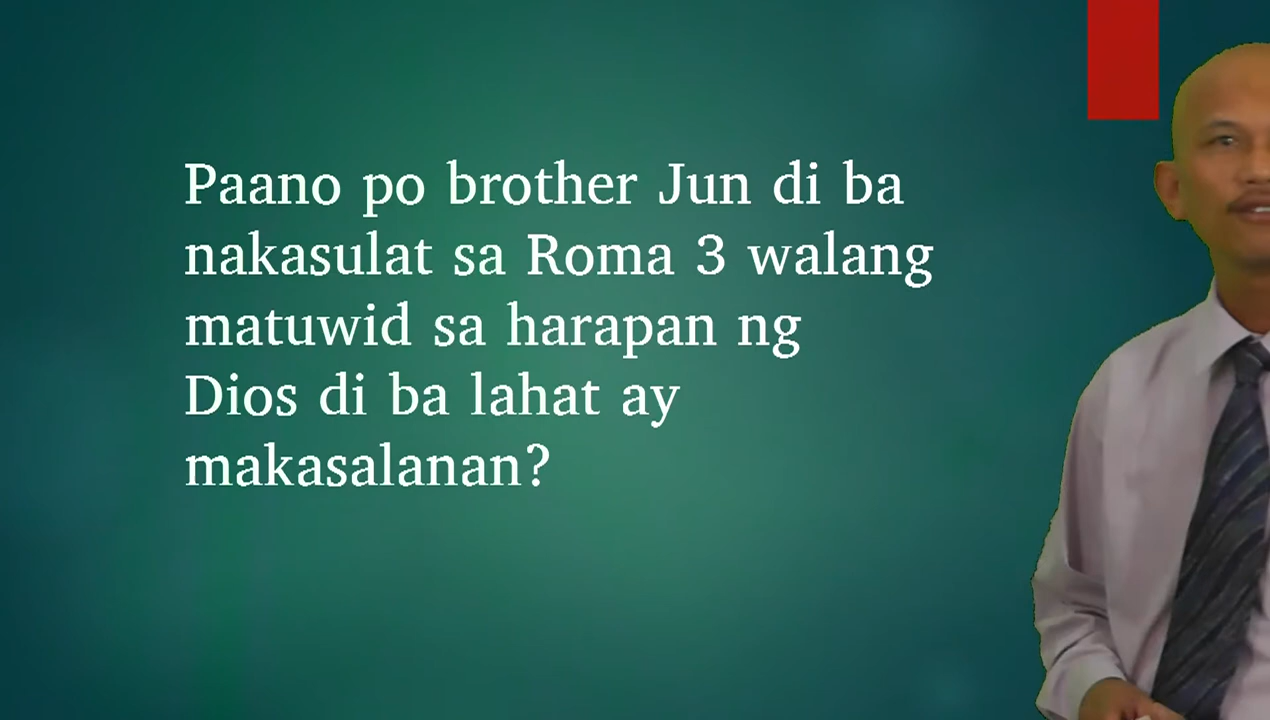 Paano po brother Jun di ba
nakasulat sa Roma 3 walang
matuwid sa harapan ng
Dios di ba lahat ay
makasalanan?